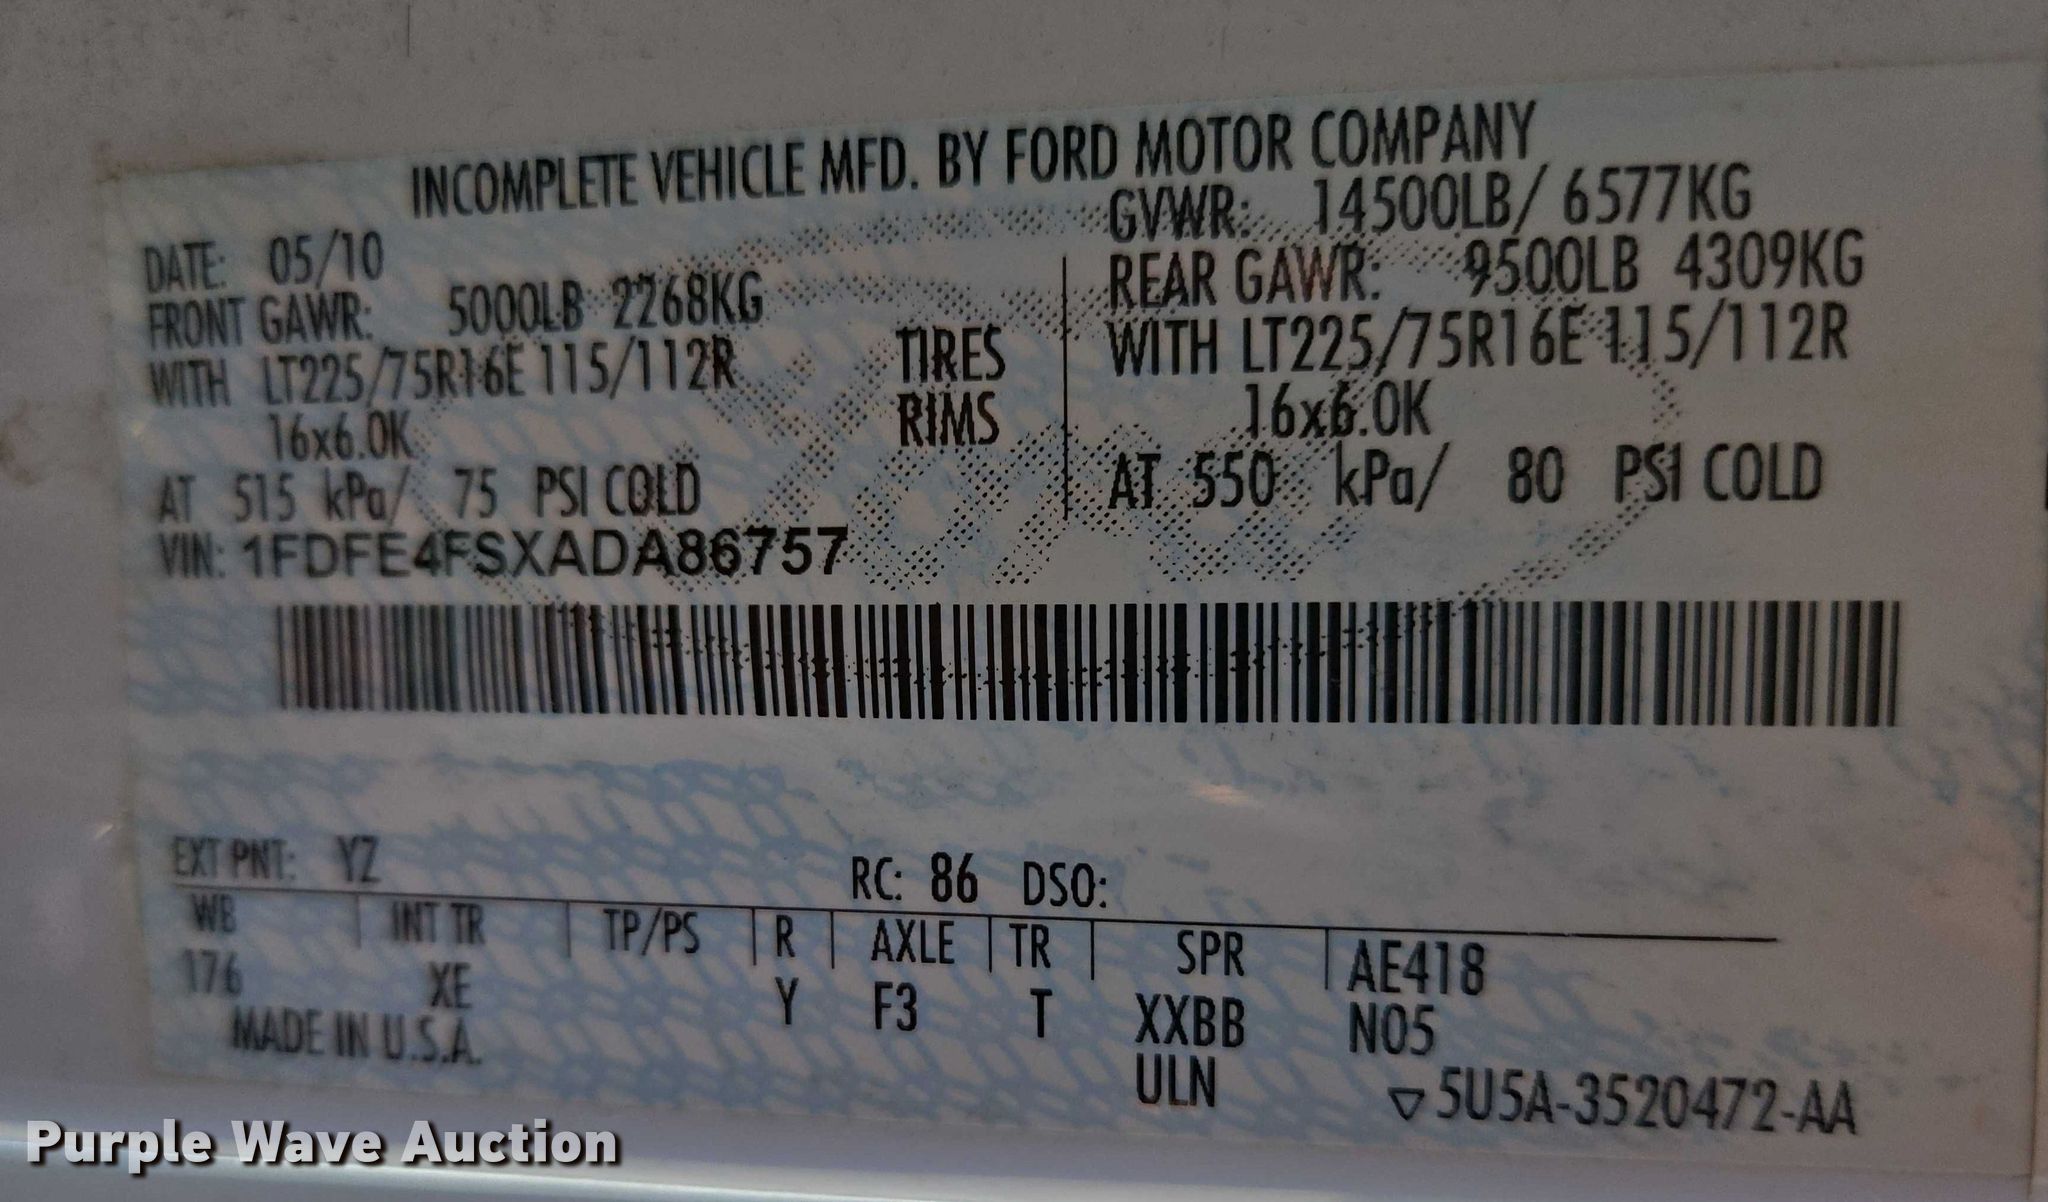 INCOMPLETE VEHICLE MFD. BY FORD MOTOR COMPANY
DATE: 05/10 GVWR: 14500LB/ 6577KG
FRONT GAWR: 5000LB 2268KG REAR GAWR: 9500LB 4309KG
WITH LT225/75R16E 115/112R TIRES WITH LT225/75R16E 115/112R
16x6.0K RIMS 16x6.0K
AT 515 kPa/ 75 PSI COLD AT 550 kPa/ 80 PSI COLD
VIN: 1FDFE4FSXADA86757
EXT PNT: YZ RC: 86 DSO:
WB INT TR TP/PS R AXLE TR SPR AE418
176 XE Y F3 T XXBB N05
MADE IN U.S.A. ULN
▽5U5A-3520472-AA
Purple Wave Auction